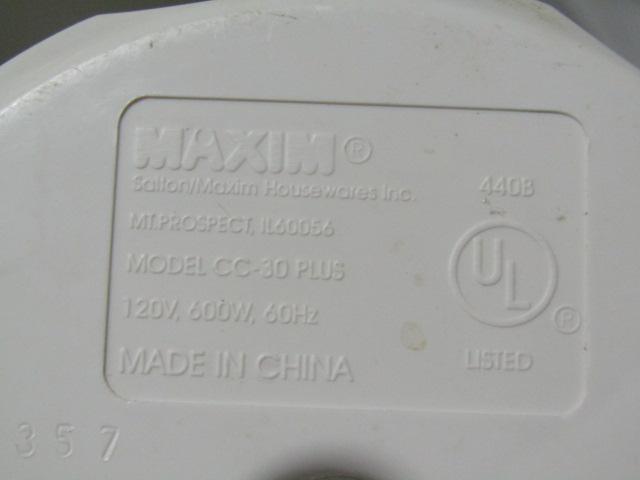 MAXIM®
Salton/Maxim Housewares Inc.
440B
MT.PROSPECT, IL60056
MODEL CC-30 PLUS
UL®
120V, 600W, 60Hz
LISTED
MADE IN CHINA
357